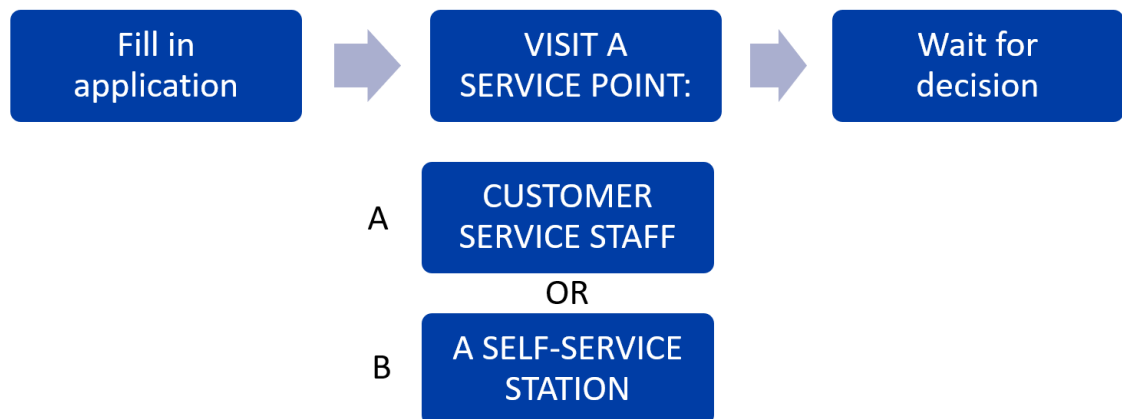 Fill in
application
VISIT A
SERVICE POINT:
Wait for
decision
A
CUSTOMER
SERVICE STAFF
OR
B
A SELF-SERVICE
STATION